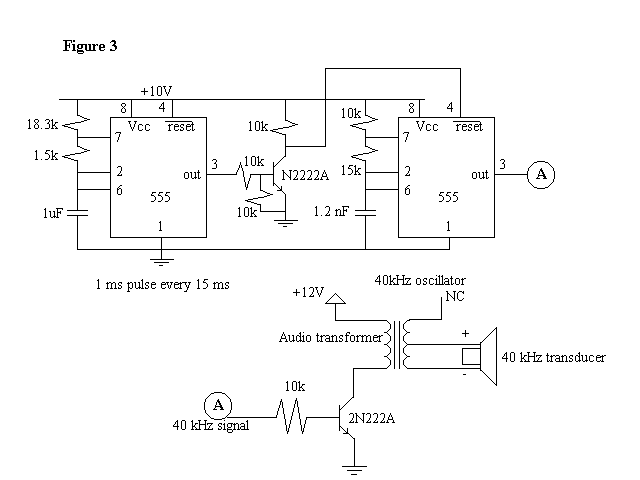 Figure 3
+10V
18.3k
1.5k
1uF
8 4
Vcc reset
7
2
6
555
out
3
1
1 ms pulse every 15 ms
10k
10k
10k
N2222A
10k
15k
1.2 nF
8 4
Vcc reset
7
2
6
555
out
3
1
A
40kHz oscillator
+12V
NC
Audio transformer
+
-
40 kHz transducer
10k
A
40 kHz signal
2N222A